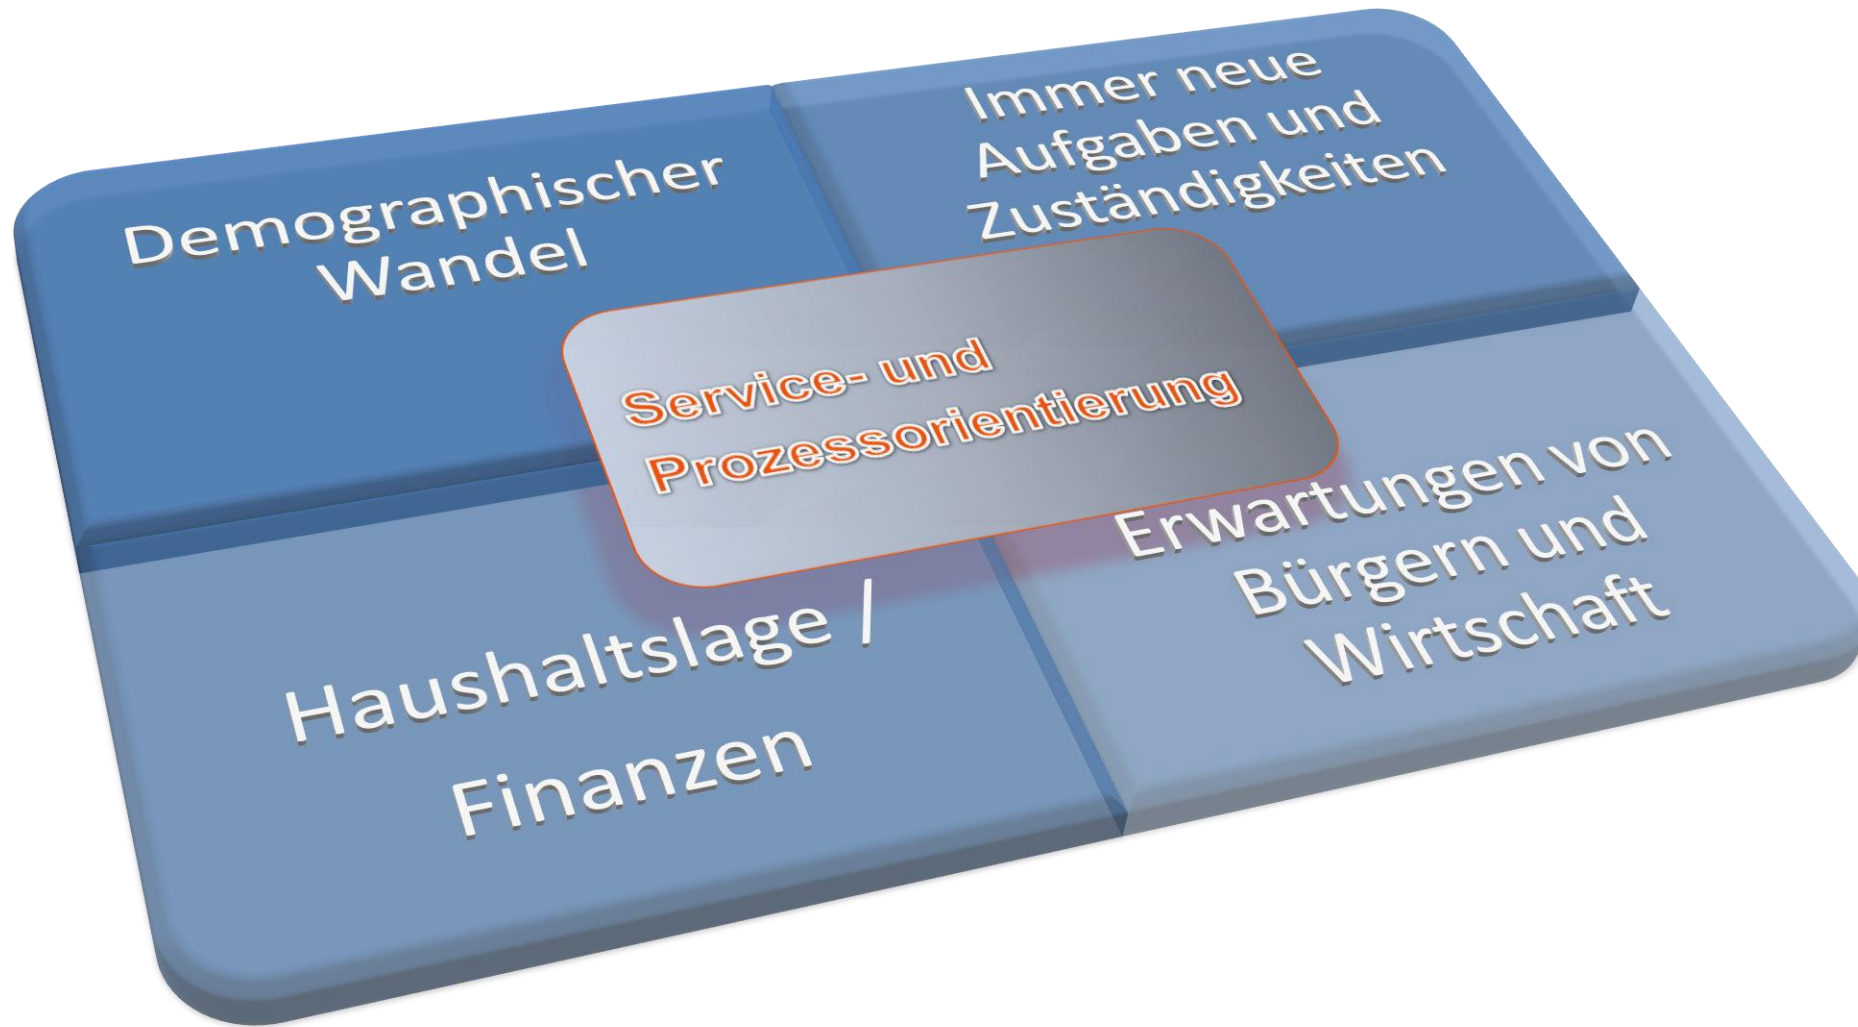 Demographischer
Wandel
Immer neue
Aufgaben und
Zuständigkeiten
Service- und
Prozessorientierung
Haushaltslage /
Finanzen
Erwartungen von
Bürgern und
Wirtschaft